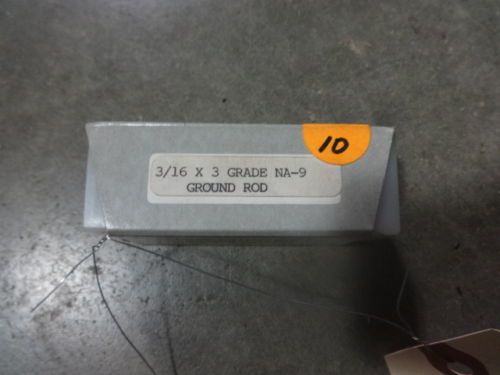 10
3/16 X 3 GRADE NA-9
GROUND ROD